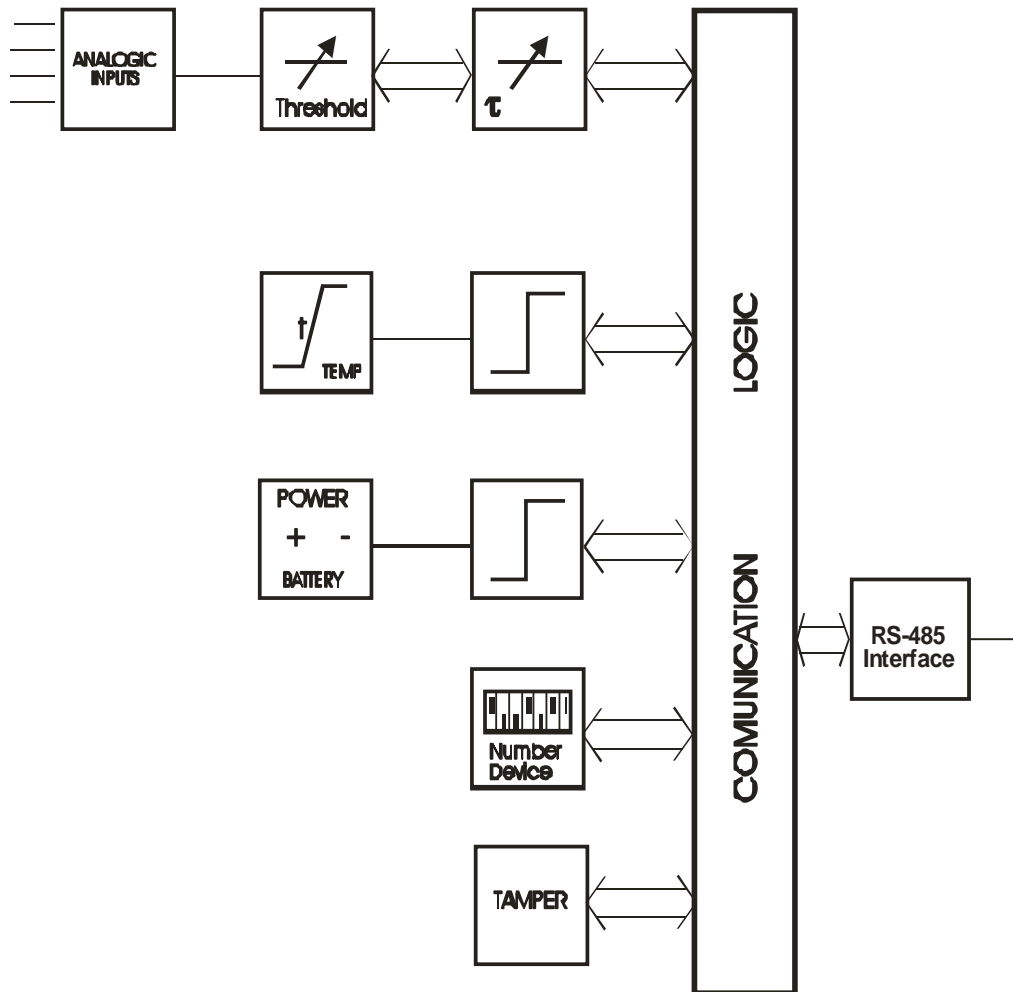 ANALOGIC
INPUTS
Threshold
τ
t
TEMP
POWER
+ -
BATTERY
Number
Device
TAMPER
COMUNICATION LOGIC
RS-485
Interface